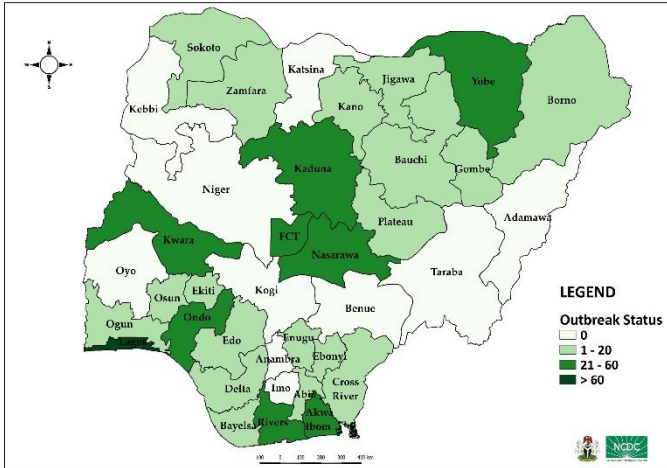 N
W
S
Sokoto
Katsina
Jigawa
Yobe
Borno
Kebbi
Zamfara
Kano
Bauchi
Gombe
Kaduna
Niger
Plateau
Adamawa
FCT
Nasarawa
Kwara
Taraba
Oyo
Kogi
Benue
Osun
Ekiti
Ogun
Ondo
Lagos
Edo
Enugu
Ebonyi
Anambra
Cross
River
Delta
Imo
Abia
Bayelsa
Rivers
Akwa
Ibom
LEGEND
Outbreak Status
0
1 - 20
21 - 60
> 60
NCDC